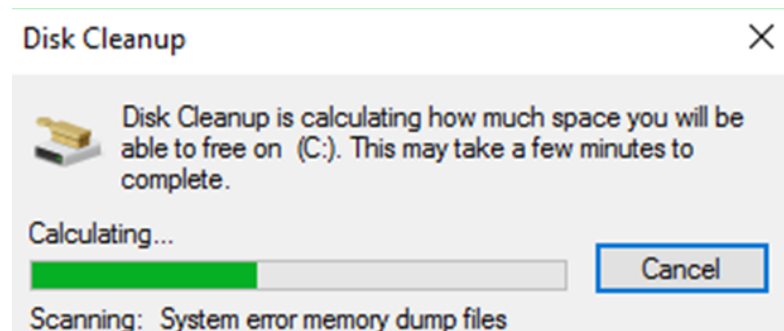 Disk Cleanup
Disk Cleanup is calculating how much space you will be
able to free on  (C:). This may take a few minutes to
complete.
Calculating...
Cancel
Scanning:  System error memory dump files